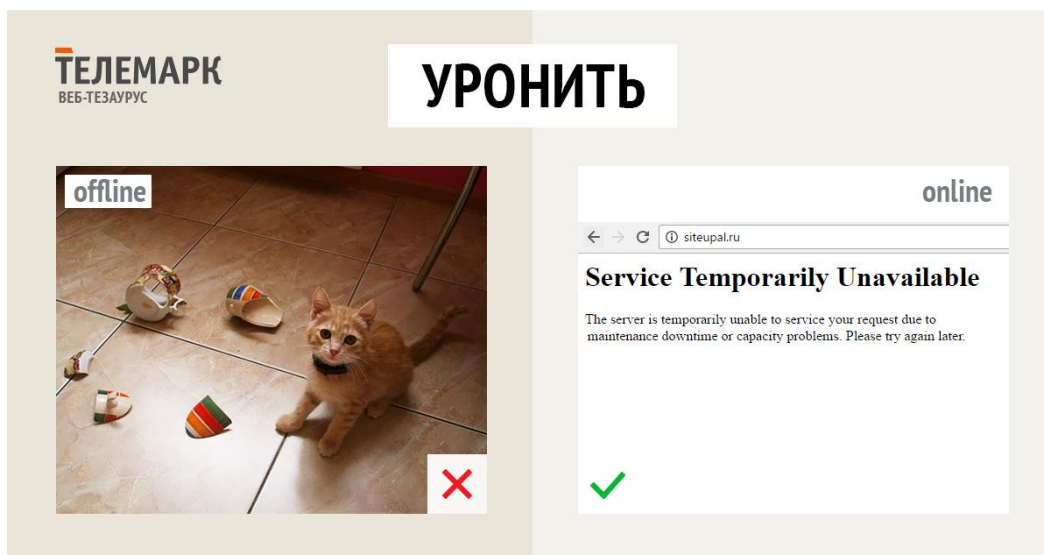 ТЕЛЕМАРК
ВЕБ-ТЕЗАУРУС
УРОНИТЬ
offline
online
siteupal.ru
Service Temporarily Unavailable
The server is temporarily unable to service your request due to
maintenance downtime or capacity problems. Please try again later.